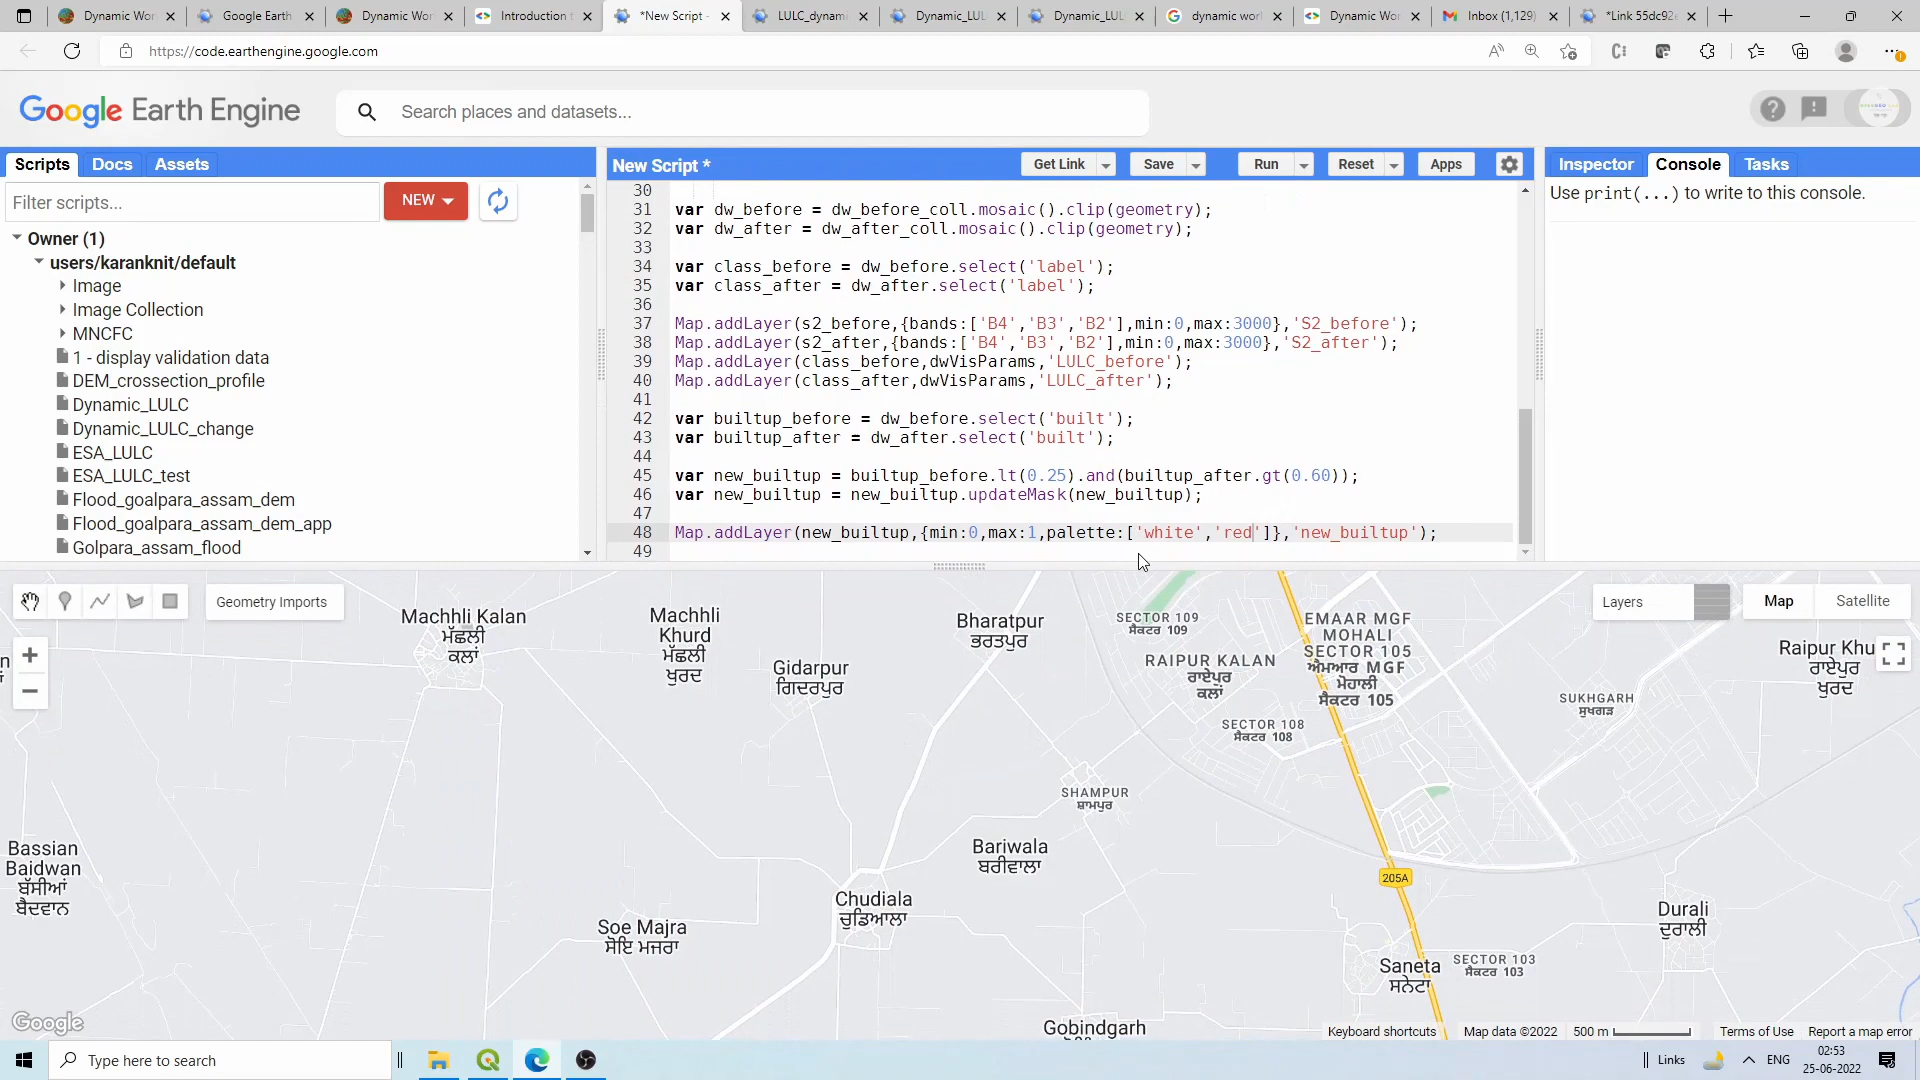 Dynamic Wor
Google Earth
Dynamic Wor
Introduction t
*New Script -
LULC_dynam
Dynamic_LUL
Dynamic_LUL
dynamic worl
Dynamic Wor
Inbox (1,129)
*Link 55dc92
https://code.earthengine.google.com
Google Earth Engine
Search places and datasets...
Scripts
Docs
Assets
New Script *
Get Link
Save
Run
Reset
Apps
Inspector
Console
Tasks
Filter scripts...
NEW
Use print(...) to write to this console.
Owner (1)
users/karanknit/default
Image
Image Collection
MNCFC
1 - display validation data
DEM_crossection_profile
Dynamic_LULC
Dynamic_LULC_change
ESA_LULC
ESA_LULC_test
Flood_goalpara_assam_dem
Flood_goalpara_assam_dem_app
Golpara_assam_flood
30
31 var dw_before = dw_before_coll.mosaic().clip(geometry);
32 var dw_after = dw_after_coll.mosaic().clip(geometry);
33
34 var class_before = dw_before.select('label');
35 var class_after = dw_after.select('label');
36
37 Map.addLayer(s2_before,{bands:['B4','B3','B2'],min:0,max:3000},'S2_before');
38 Map.addLayer(s2_after,{bands:['B4','B3','B2'],min:0,max:3000},'S2_after');
39 Map.addLayer(class_before,dwVisParams,'LULC_before');
40 Map.addLayer(class_after,dwVisParams,'LULC_after');
41
42 var builtup_before = dw_before.select('built');
43 var builtup_after = dw_after.select('built');
44
45 var new_builtup = builtup_before.lt(0.25).and(builtup_after.gt(0.60));
46 var new_builtup = new_builtup.updateMask(new_builtup);
47
48 Map.addLayer(new_builtup,{min:0,max:1,palette:['white','red']},'new_builtup');
49
Geometry Imports
Layers
Map
Satellite
Machhli Kalan
ਮੱਛਲੀ
ਕਲਾਂ
Machhli
Khurd
ਮੱਛਲੀ
ਖੁਰਦ
Gidarpur
ਗਿਦਰਪੁਰ
Bharatpur
ਭਰਤਪੁਰ
SECTOR 109
ਸੈਕਟਰ 109
RAIPUR KALAN
ਰਾਏਪੁਰ
ਕਲਾਂ
SECTOR 108
ਸੈਕਟਰ 108
EMAAR MGF
MOHALI
SECTOR 105
ਐਮਆਰ MGF
ਮੋਹਾਲੀ
ਸੈਕਟਰ 105
SUKHGARH
ਸੁਖਗੜ
Raipur Khu
ਰਾਏਪੁਰ
ਖੁਰਦ
SHAMPUR
ਸ਼ਾਮਪੁਰ
Bassian
Baidwan
ਬੱਸੀਆਂ
ਬੈਦਵਾਨ
Bariwala
ਬਰੀਵਾਲਾ
Chudiala
ਚੁਡਿਆਲਾ
Soe Majra
ਸੋਇ ਮਜਰਾ
205A
Durali
ਦੁਰਾਲੀ
Saneta
ਸਨੇਟਾ
SECTOR 103
ਸੈਕਟਰ 103
Gobindgarh
Google
Keyboard shortcuts
Map data ©2022
500 m
Terms of Use
Report a map error
Type here to search
Links
ENG
02:53
25-06-2022